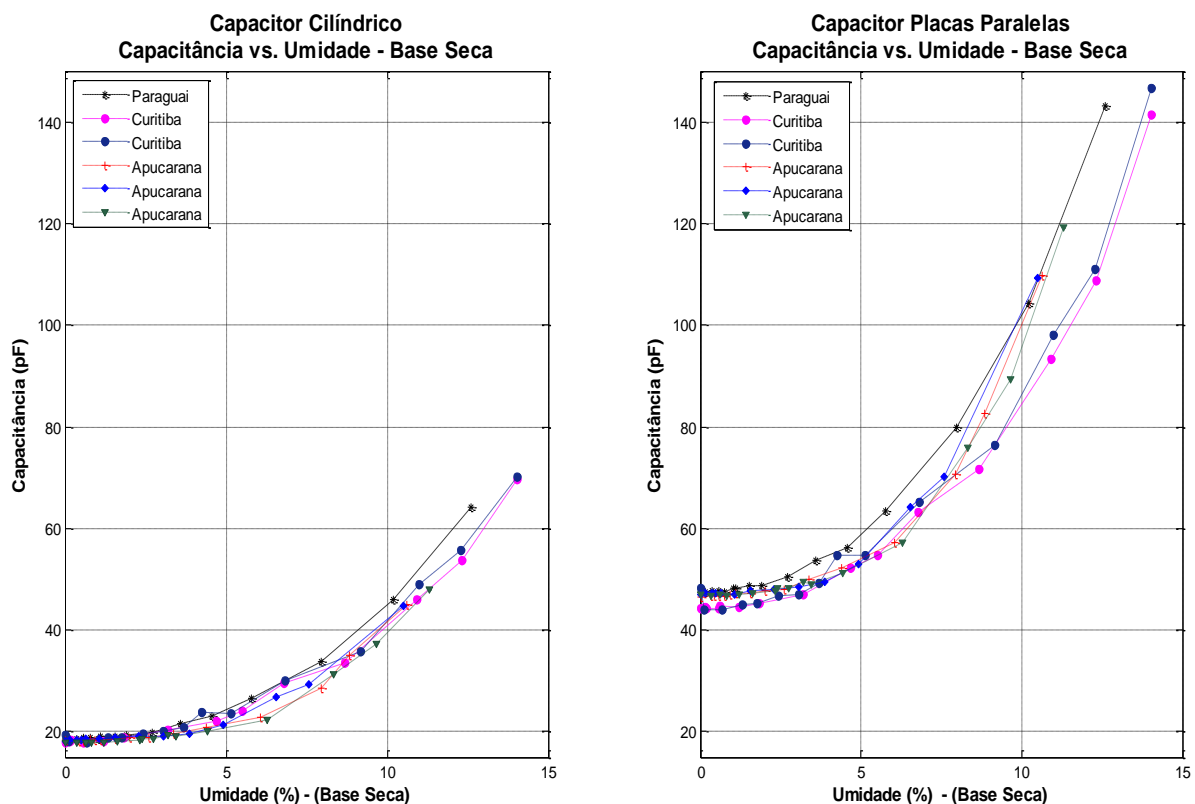 Capacitor Cilíndrico
Capacitância vs. Umidade - Base Seca
Capacitância (pF)
140
120
100
80
60
40
20
0
5
10
15
Umidade (%) - (Base Seca)
Paraguai
Curitiba
Curitiba
Apucarana
Apucarana
Apucarana
Capacitor Placas Paralelas
Capacitância vs. Umidade - Base Seca
Capacitância (pF)
140
120
100
80
60
40
20
0
5
10
15
Umidade (%) - (Base Seca)
Paraguai
Curitiba
Curitiba
Apucarana
Apucarana
Apucarana